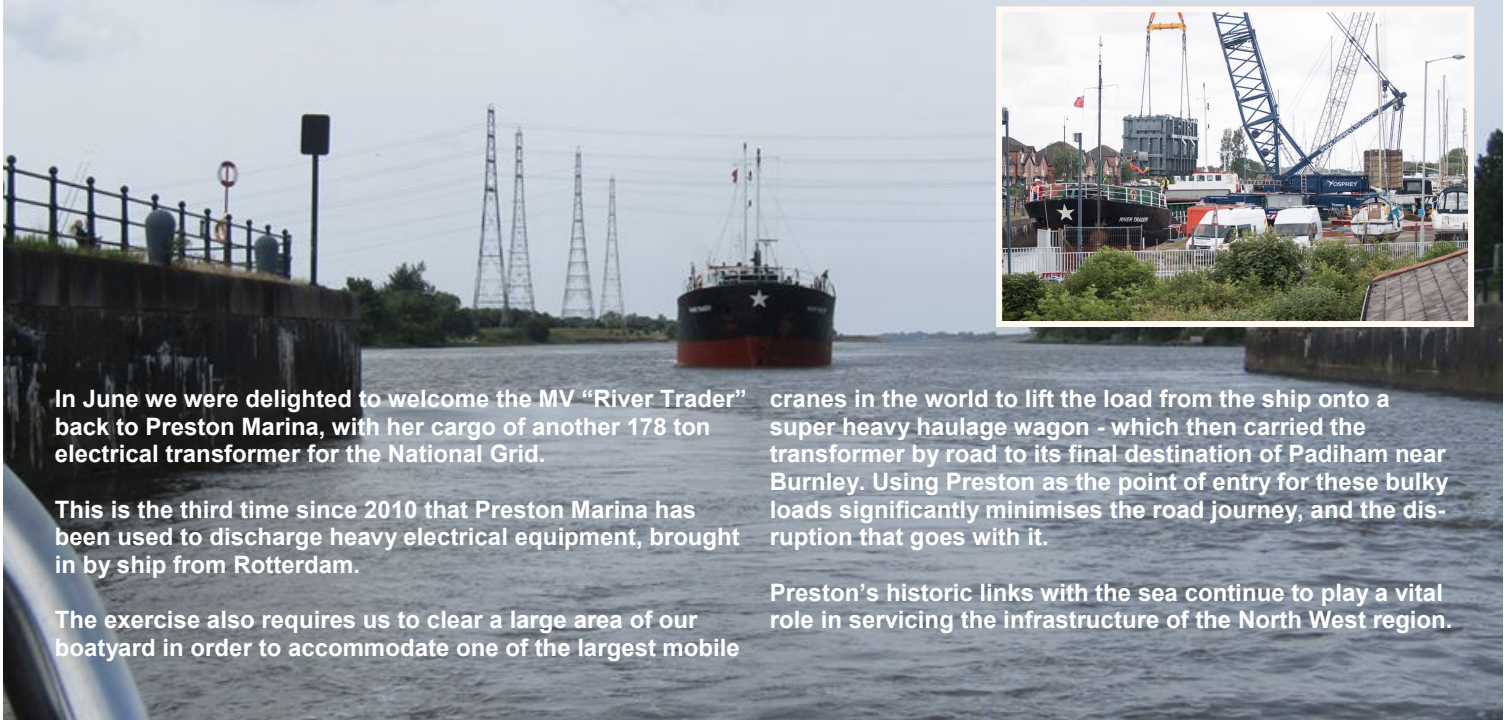 In June we were delighted to welcome the MV “River Trader”
back to Preston Marina, with her cargo of another 178 ton
electrical transformer for the National Grid.
This is the third time since 2010 that Preston Marina has
been used to discharge heavy electrical equipment, brought
in by ship from Rotterdam.
The exercise also requires us to clear a large area of our
boatyard in order to accommodate one of the largest mobile
cranes in the world to lift the load from the ship onto a
super heavy haulage wagon - which then carried the
transformer by road to its final destination of Padiham near
Burnley. Using Preston as the point of entry for these bulky
loads significantly minimises the road journey, and the dis-
ruption that goes with it.
Preston’s historic links with the sea continue to play a vital
role in servicing the infrastructure of the North West region.
OSPREY
RIVER TRADER